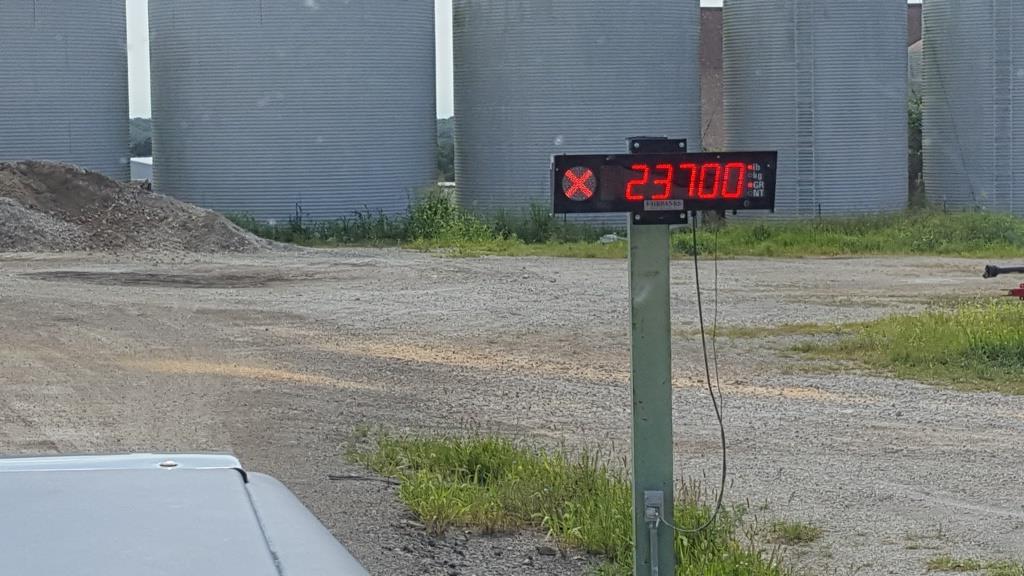 23700
lb
kg
GR
NT
FAIRBANKS